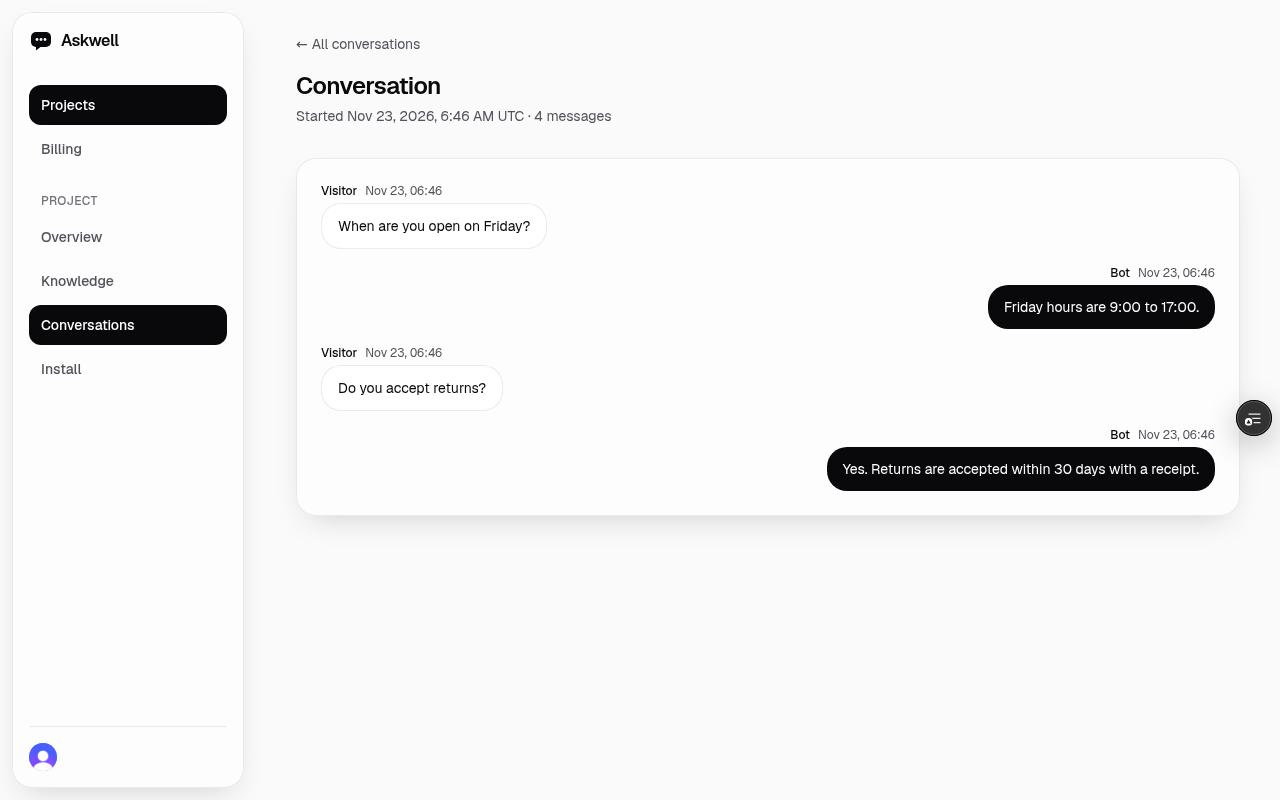 Askwell
Projects
Billing
PROJECT
Overview
Knowledge
Conversations
Install
← All conversations
Conversation
Started Nov 23, 2026, 6:46 AM UTC · 4 messages
Visitor Nov 23, 06:46
When are you open on Friday?
Bot Nov 23, 06:46
Friday hours are 9:00 to 17:00.
Visitor Nov 23, 06:46
Do you accept returns?
Bot Nov 23, 06:46
Yes. Returns are accepted within 30 days with a receipt.